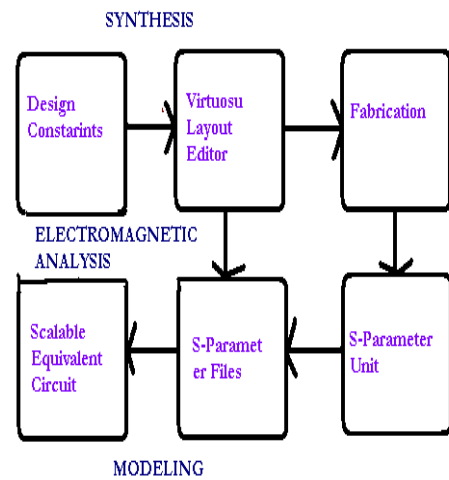 SYNTHESIS
Design
Constarints
Virtuosu
Layout
Editor
Fabrication
ELECTROMAGNETIC
ANALYSIS
Scalable
Equivalent
Circuit
S-Paramet
er Files
S-Parameter
Unit
MODELING